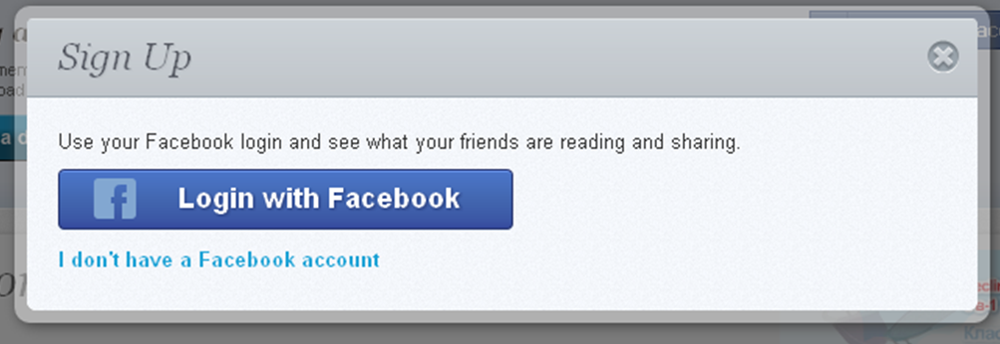 Sign Up
Use your Facebook login and see what your friends are reading and sharing.
f Login with Facebook
I don't have a Facebook account